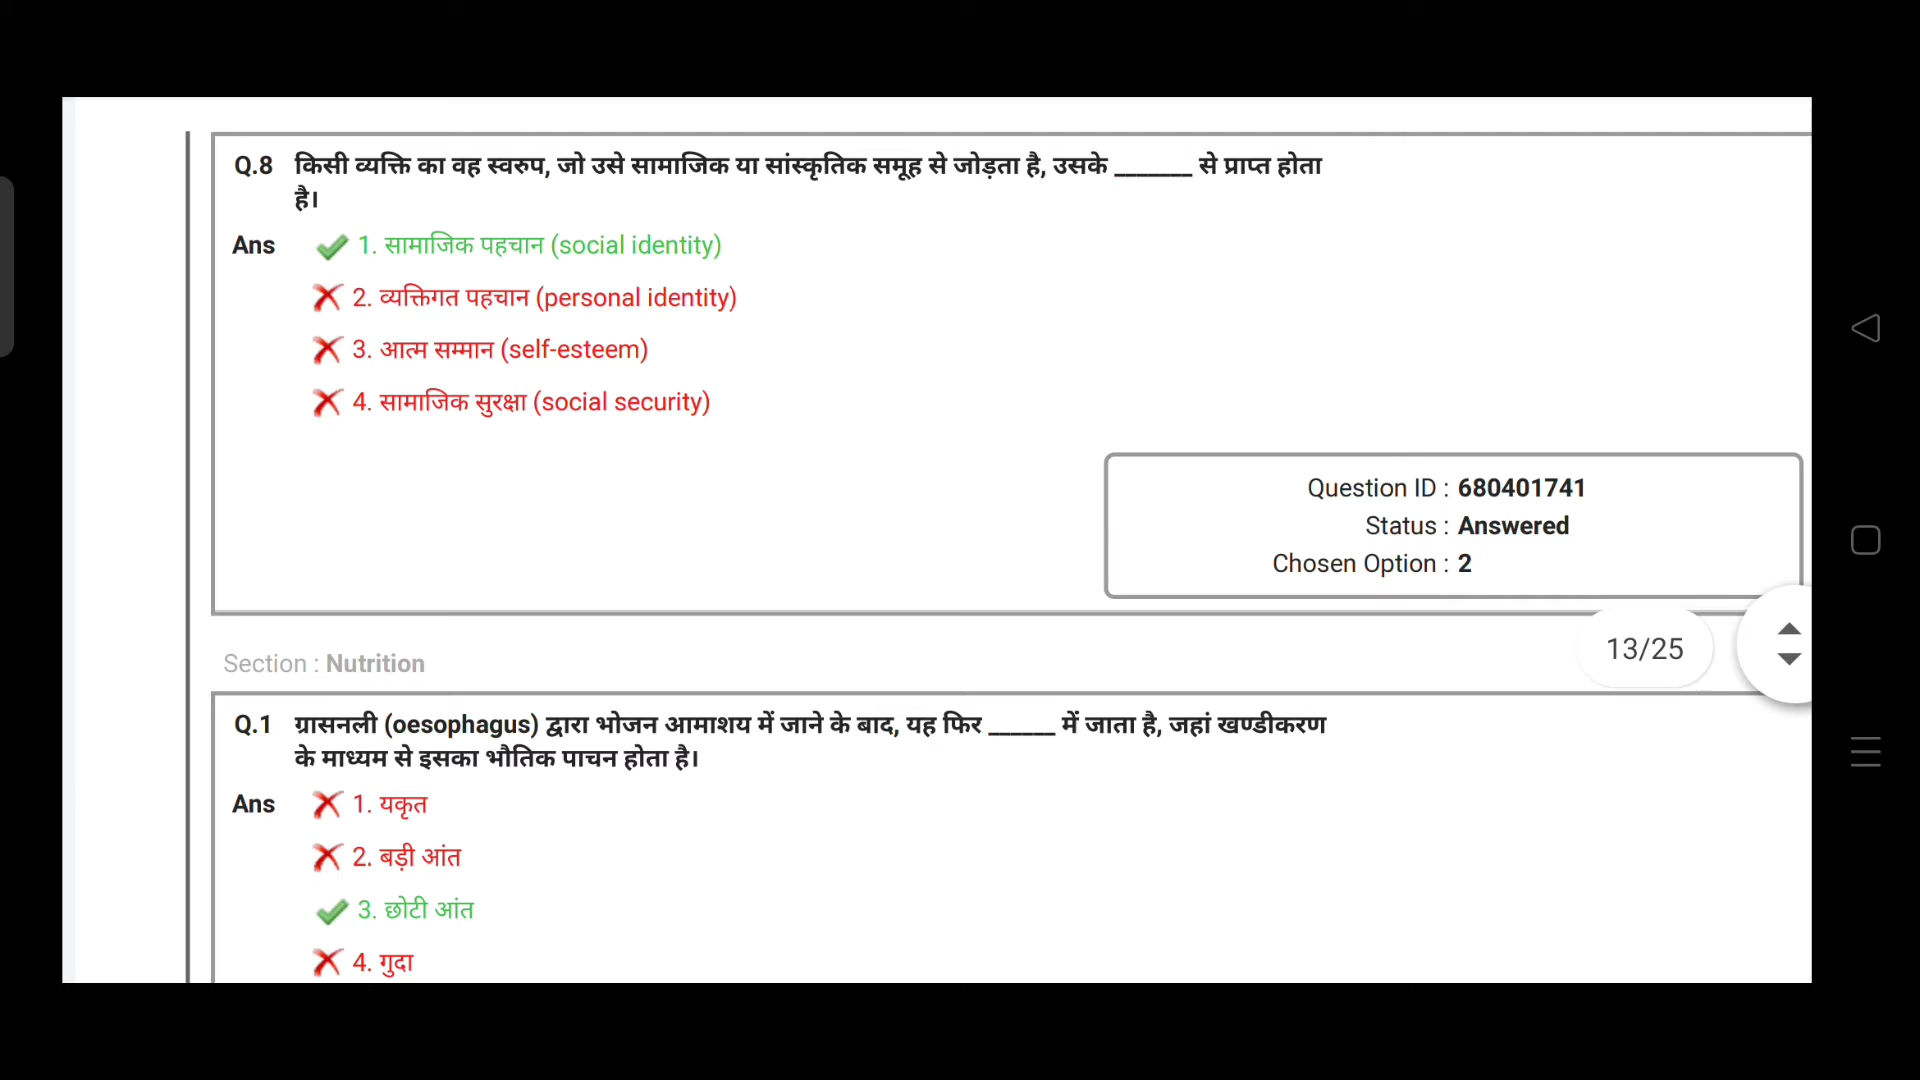 Q.8 किसी व्यक्ति का वह स्वरुप, जो उसे सामाजिक या सांस्कृतिक समूह से जोड़ता है, उसके ______ से प्राप्त होता
है।
Ans 1. सामाजिक पहचान (social identity)
2. व्यक्तिगत पहचान (personal identity)
3. आत्म सम्मान (self-esteem)
4. सामाजिक सुरक्षा (social security)
Question ID : 680401741
Status : Answered
Chosen Option : 2
13/25
Section : Nutrition
Q.1 ग्रासनली (oesophagus) द्वारा भोजन आमाशय में जाने के बाद, यह फिर _____ में जाता है, जहां खण्डीकरण
के माध्यम से इसका भौतिक पाचन होता है।
Ans 1. यकृत
2. बड़ी आंत
3. छोटी आंत
4. गुदा